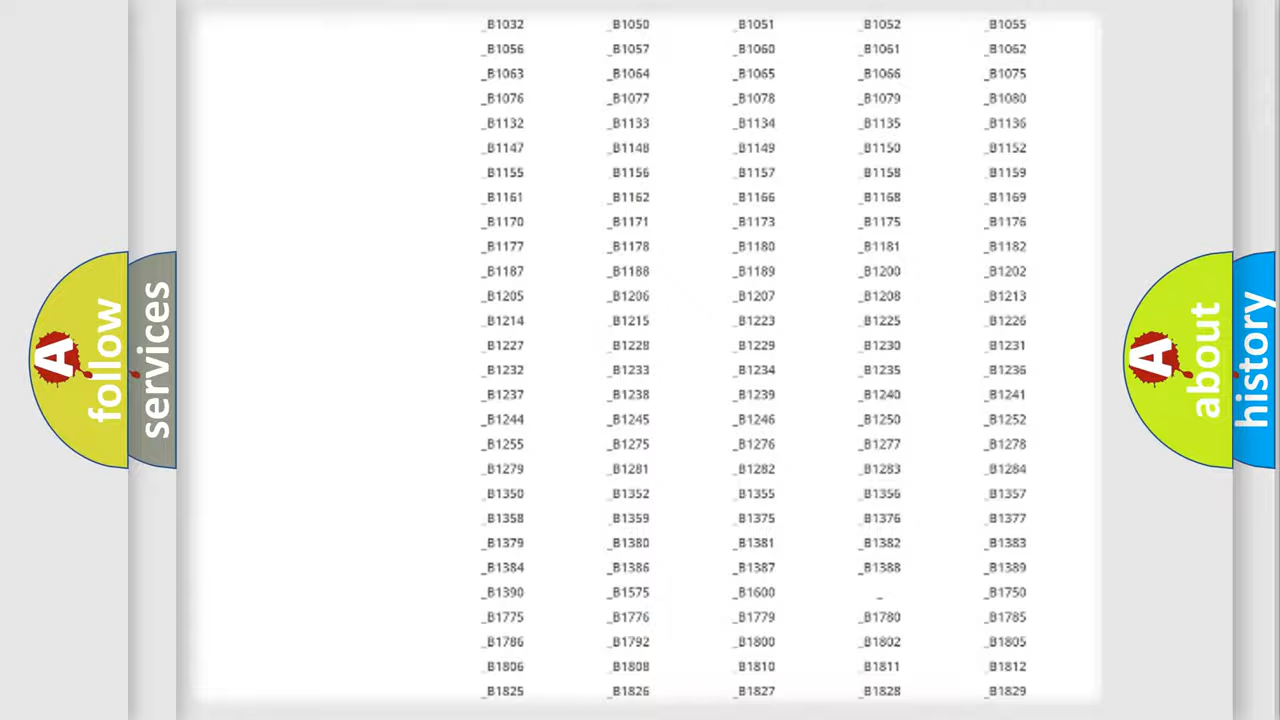 _B1032 _B1050 _B1051 _B1052 _B1055
_B1056 _B1057 _B1060 _B1061 _B1062
_B1063 _B1064 _B1065 _B1066 _B1075
_B1076 _B1077 _B1078 _B1079 _B1080
_B1132 _B1133 _B1134 _B1135 _B1136
_B1147 _B1148 _B1149 _B1150 _B1152
_B1155 _B1156 _B1157 _B1158 _B1159
_B1161 _B1162 _B1166 _B1168 _B1169
_B1170 _B1171 _B1173 _B1175 _B1176
_B1177 _B1178 _B1180 _B1181 _B1182
_B1187 _B1188 _B1189 _B1200 _B1202
_B1205 _B1206 _B1207 _B1208 _B1213
_B1214 _B1215 _B1223 _B1225 _B1226
_B1227 _B1228 _B1229 _B1230 _B1231
_B1232 _B1233 _B1234 _B1235 _B1236
_B1237 _B1238 _B1239 _B1240 _B1241
_B1244 _B1245 _B1246 _B1250 _B1252
_B1255 _B1275 _B1276 _B1277 _B1278
_B1279 _B1281 _B1282 _B1283 _B1284
_B1350 _B1352 _B1355 _B1356 _B1357
_B1358 _B1359 _B1375 _B1376 _B1377
_B1379 _B1380 _B1381 _B1382 _B1383
_B1384 _B1386 _B1387 _B1388 _B1389
_B1390 _B1575 _B1600 _ _B1750
_B1775 _B1776 _B1779 _B1780 _B1785
_B1786 _B1792 _B1800 _B1802 _B1805
_B1806 _B1808 _B1810 _B1811 _B1812
_B1825 _B1826 _B1827 _B1828 _B1829
A
follow
services
A
about
history